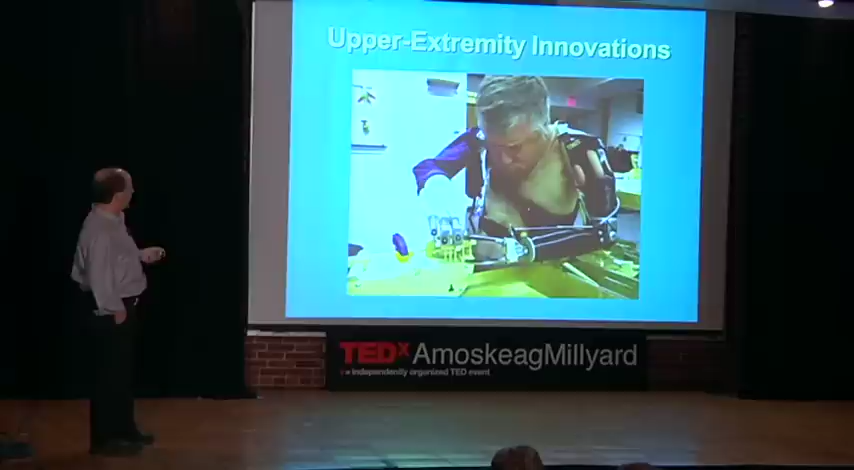 Upper-Extremity Innovations
TEDx AmoskeagMillyard
x = independently organized TED event